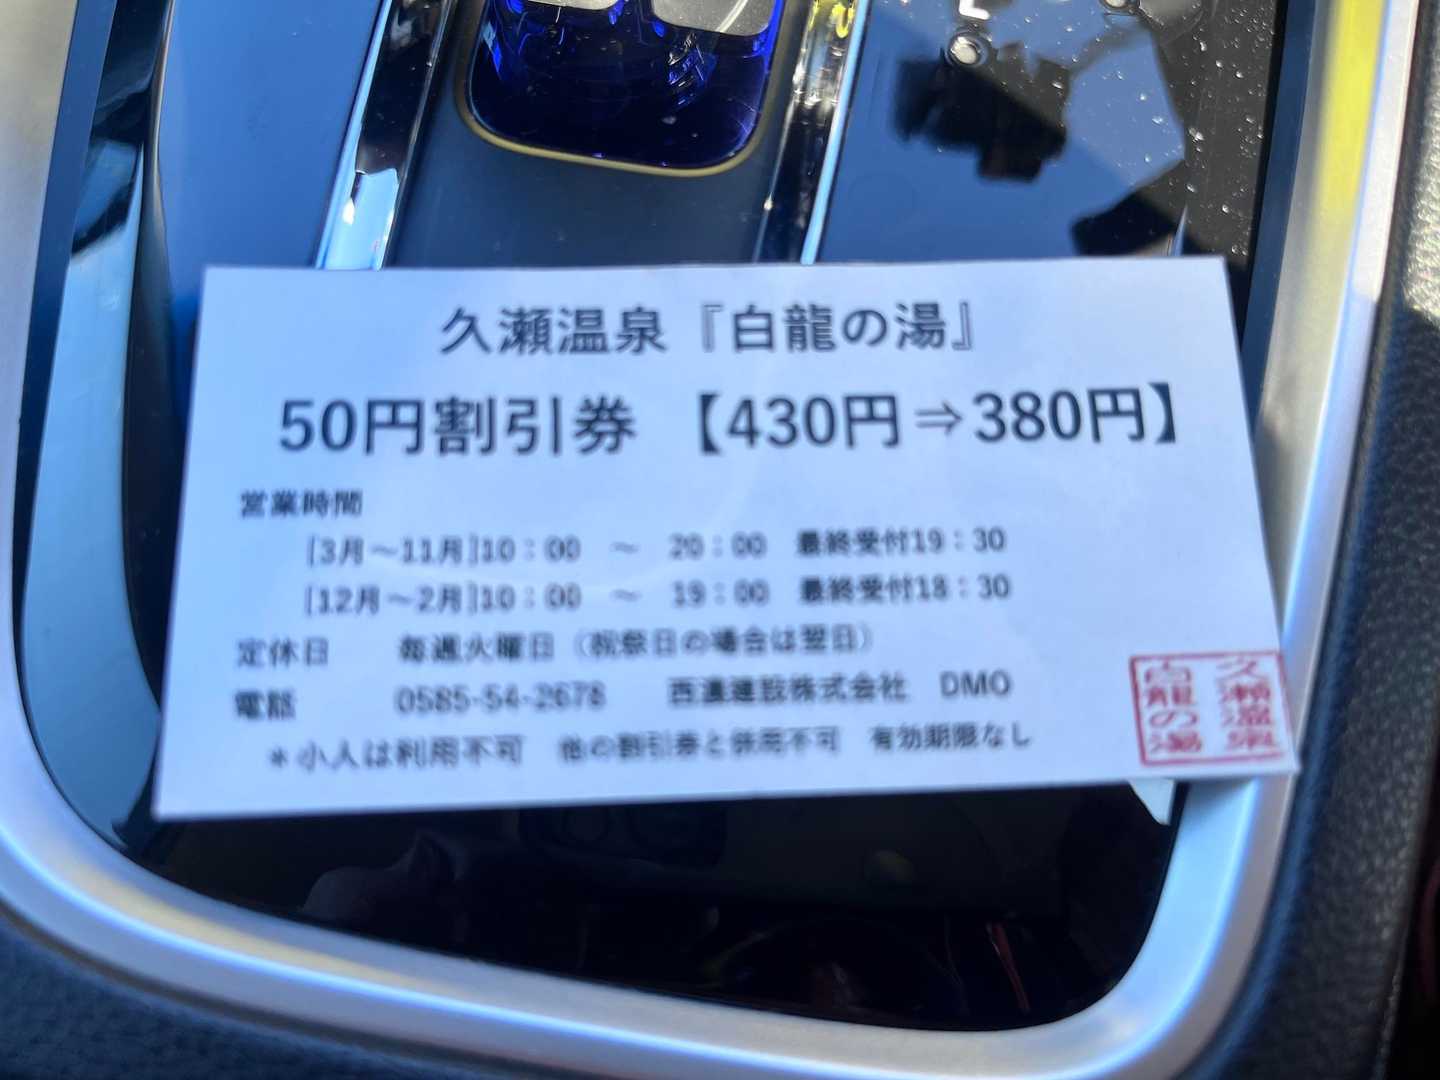 久瀬温泉『白龍の湯』
50円割引券 【430円⇒380円】
営業時間
[3月～11月]10：00 ～ 20：00 最終受付19：30
[12月～2月]10：00 ～ 19：00 最終受付18：30
定休日 毎週火曜日（祝祭日の場合は翌日）
電話 0585-54-2678 西濃建設株式会社 DMO
＊小人は利用不可 他の割引券と併用不可 有効期限なし
久瀬温泉
白龍の湯